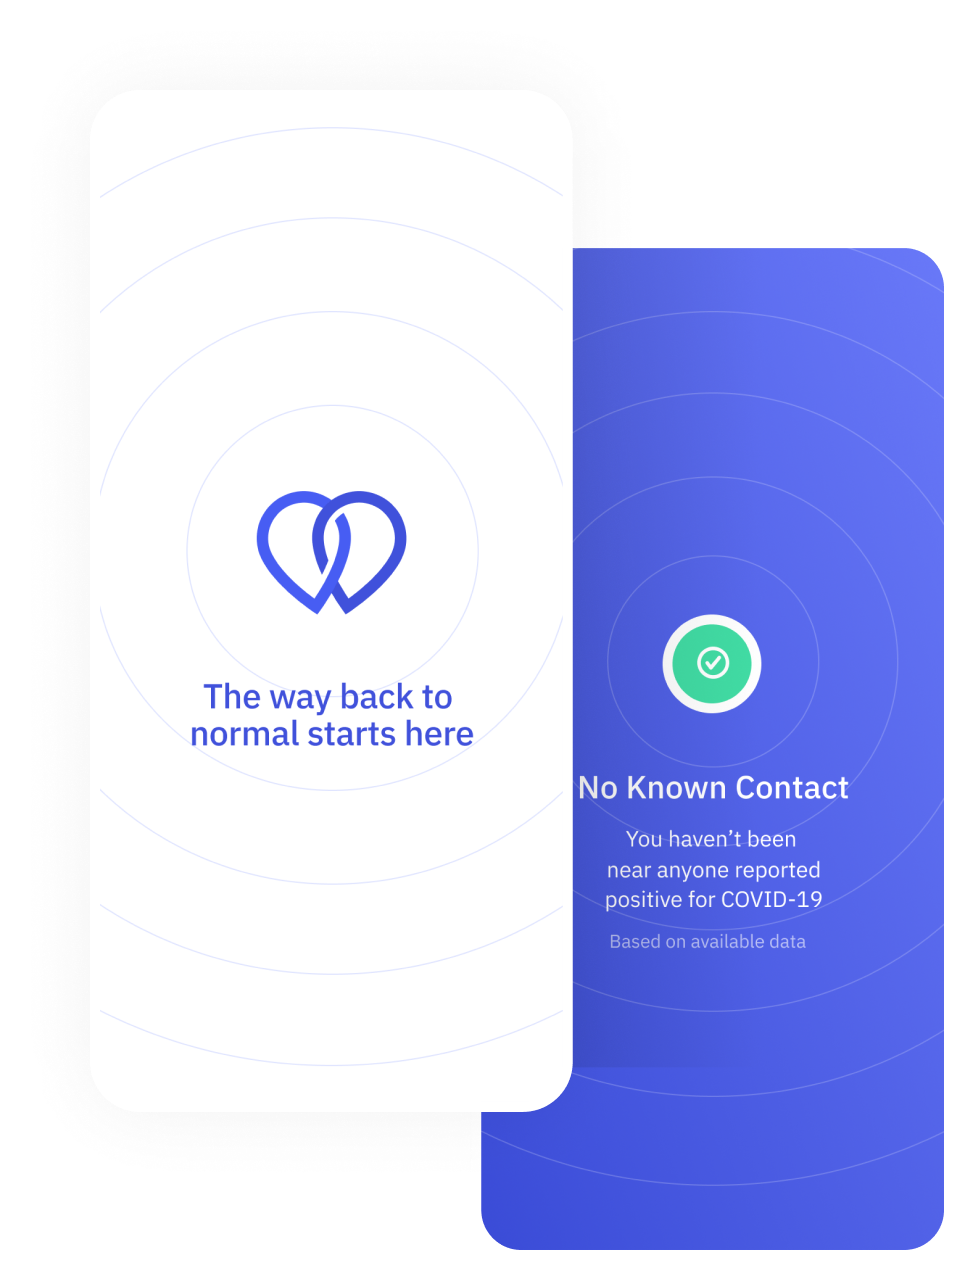 The way back to
normal starts here
No Known Contact
You haven’t been
near anyone reported
positive for COVID-19
Based on available data